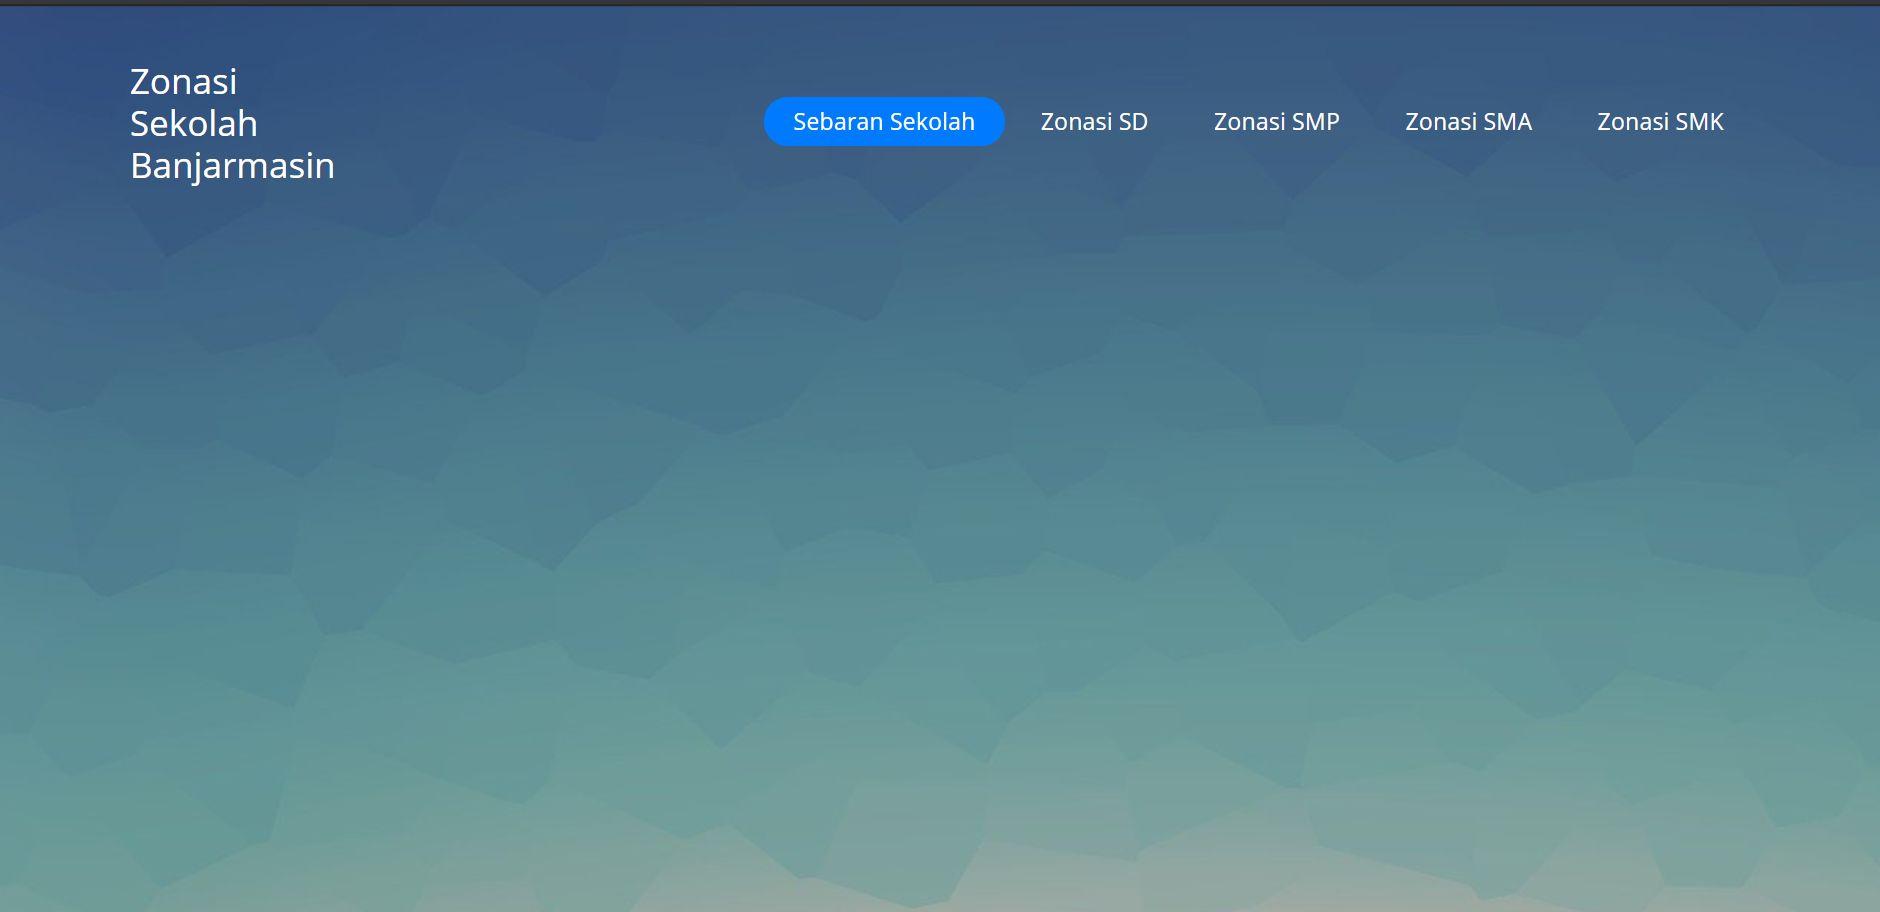 Zonasi
Sekolah
Banjarmasin
Sebaran Sekolah Zonasi SD Zonasi SMP Zonasi SMA Zonasi SMK